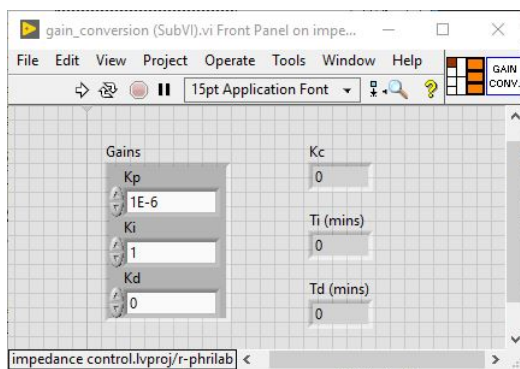 gain_conversion (SubVI).vi Front Panel on impe...
File Edit View Project Operate Tools Window Help
15pt Application Font
GAIN
CONV.
Gains
Kp
1E-6
Ki
1
Kd
0
Kc
0
Ti (mins)
0
Td (mins)
0
impedance control.lvproj/r-phrilab